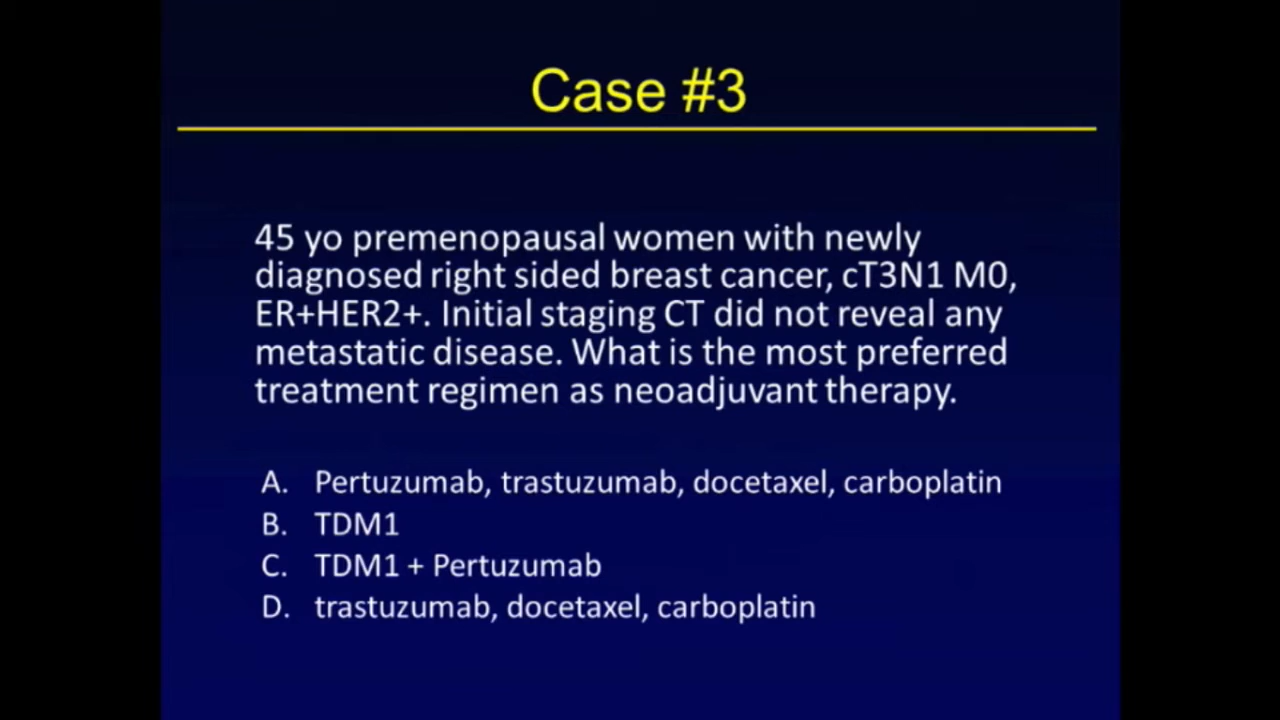 Case #3
45 yo premenopausal women with newly
diagnosed right sided breast cancer, cT3N1 M0,
ER+HER2+. Initial staging CT did not reveal any
metastatic disease. What is the most preferred
treatment regimen as neoadjuvant therapy.
A. Pertuzumab, trastuzumab, docetaxel, carboplatin
B. TDM1
C. TDM1 + Pertuzumab
D. trastuzumab, docetaxel, carboplatin